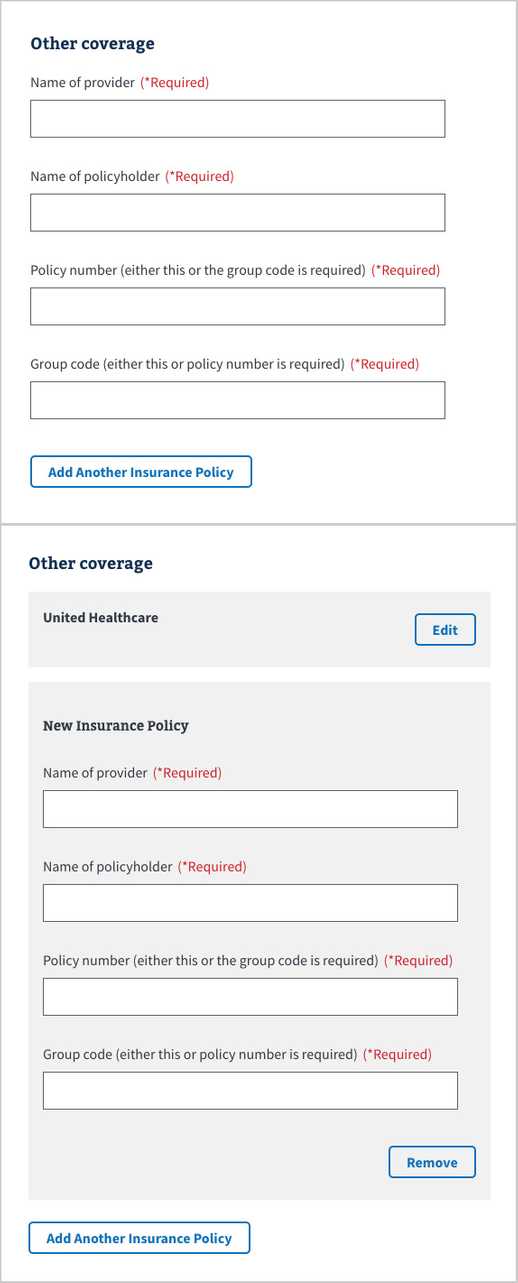 Other coverage
Name of provider (*Required)
Name of policyholder (*Required)
Policy number (either this or the group code is required) (*Required)
Group code (either this or policy number is required) (*Required)
Add Another Insurance Policy
Other coverage
United Healthcare
Edit
New Insurance Policy
Name of provider (*Required)
Name of policyholder (*Required)
Policy number (either this or the group code is required) (*Required)
Group code (either this or policy number is required) (*Required)
Remove
Add Another Insurance Policy